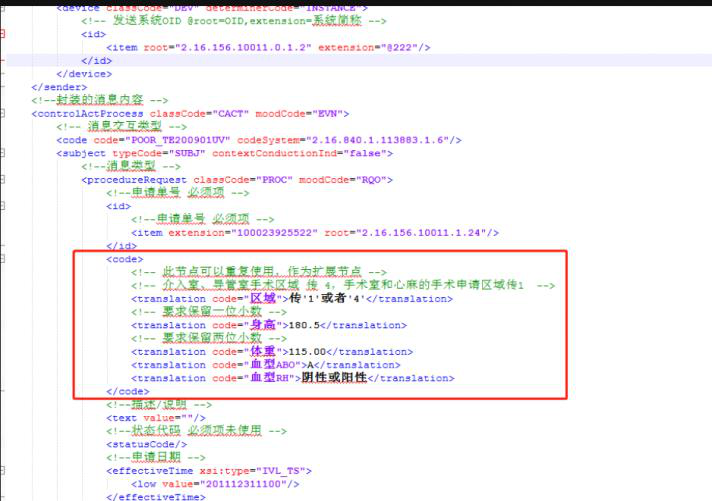 <device classCode="DEV" determinerCode="INSTANCE">
<!-- 发送系统OID @root=OID,extension=系统简称 -->
<id>
<item root="2.16.156.10011.0.1.2" extension="@222"/>
</id>
</device>
</sender>
<!--封装的消息内容 -->
<controlActProcess classCode="CACT" moodCode="EVN">
<!-- 消息交互类型 -->
<code code="POOR_TE200901UV" codeSystem="2.16.840.1.113883.1.6"/>
<subject typeCode="SUBJ" contextConductionInd="false">
<!--消息类型 -->
<procedureRequest classCode="PROC" moodCode="RQO">
<!--申请单号 必须项 -->
<id>
<!--申请单号 必须项 -->
<item extension="100023925522" root="2.16.156.10011.1.24"/>
</id>
<code>
<!-- 此节点可以重复使用，作为扩展节点 -->
<!-- 介入室、导管室手术区域 传 4，手术室和心麻的手术申请区域传1  -->
<translation code="区域">传'1'或者'4'</translation>
<!-- 要求保留一位小数 -->
<translation code="身高">180.5</translation>
<!-- 要求保留两位小数 -->
<translation code="体重">115.00</translation>
<translation code="血型ABO">A</translation>
<translation code="血型RH">阴性或阳性</translation>
</code>
<!--描述/说明 -->
<text value=""/>
<!--状态代码 必须项未使用 -->
<statusCode/>
<!--申请日期 -->
<effectiveTime xsi:type="IVL_TS">
<low value="201112311100"/>
</effectiveTime>